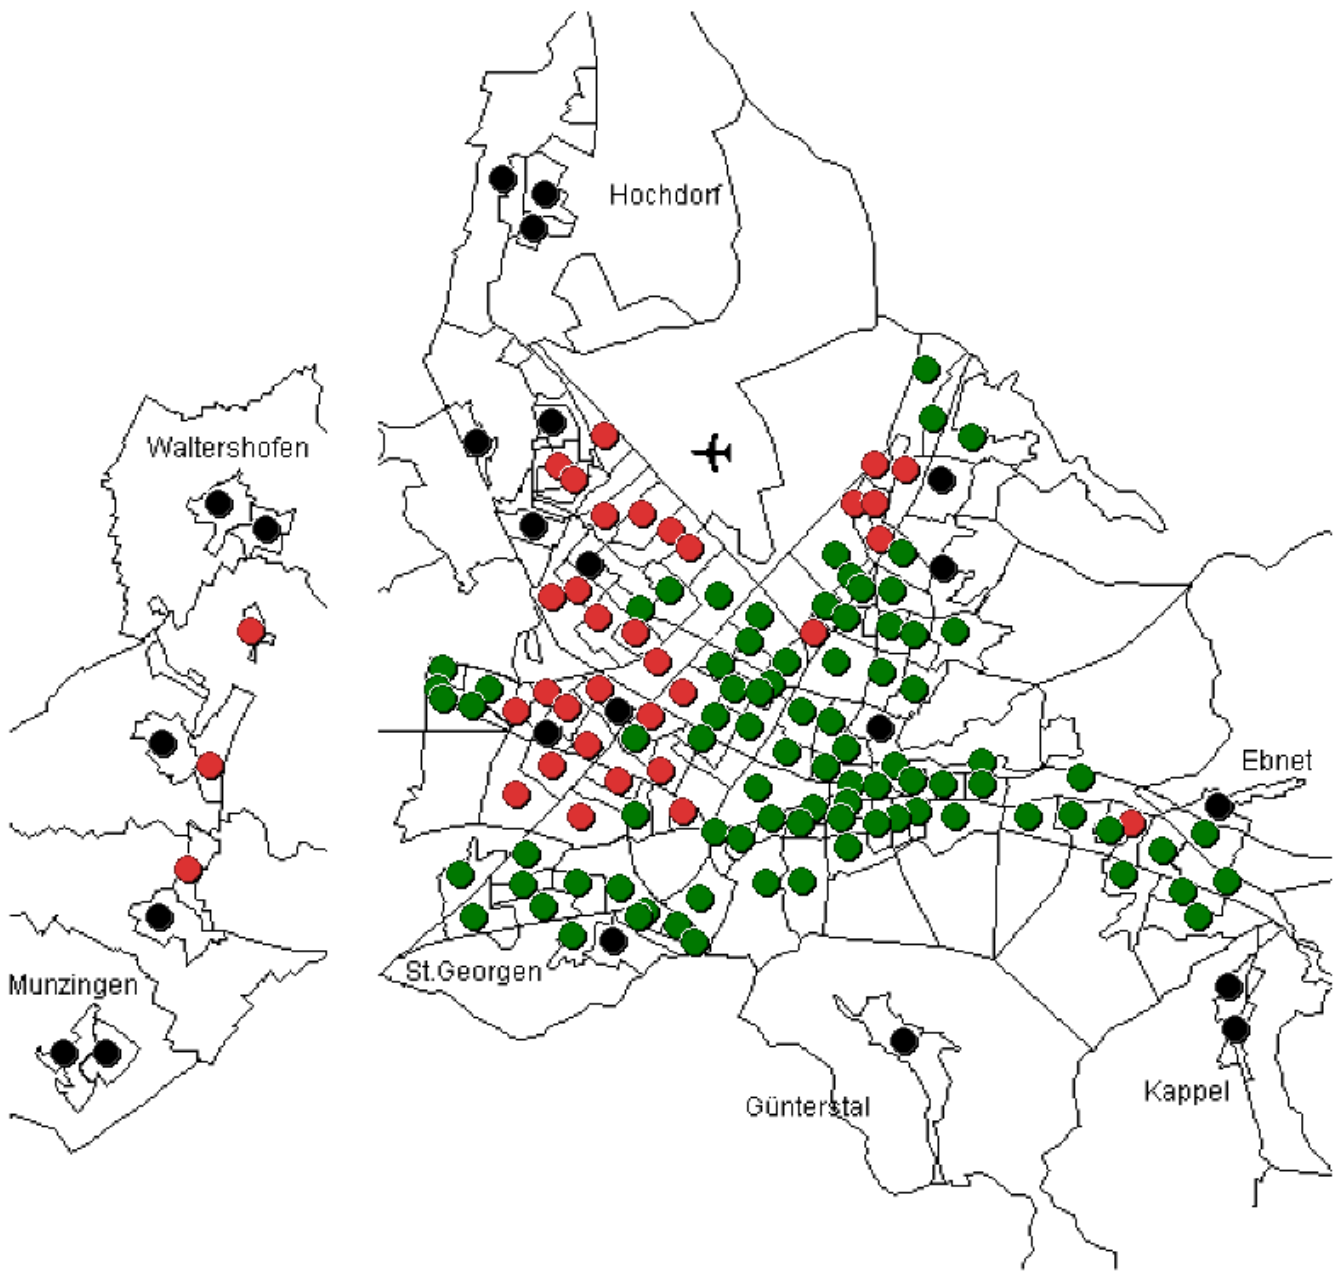 Hochdorf
Waltershofen
Ebnet
St.Georgen
Munzingen
Kappel
Günterstal